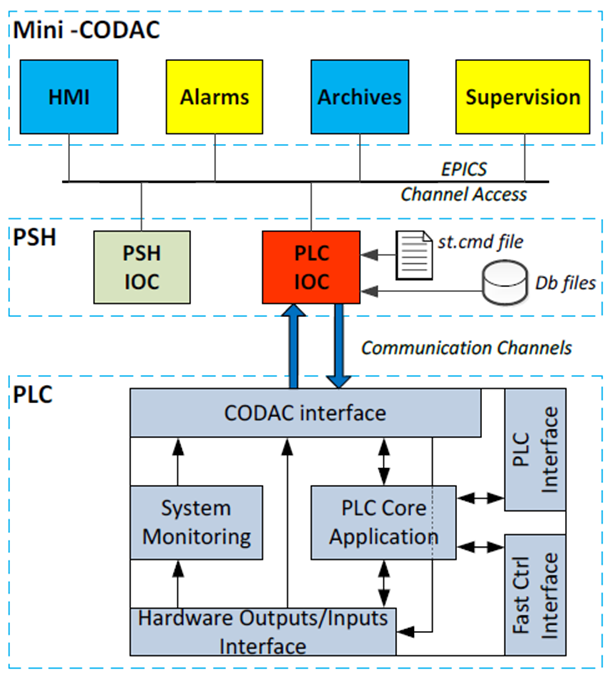 Mini -CODAC
HMI
Alarms
Archives
Supervision
EPICS
Channel Access
PSH
PSH
IOC
PLC
IOC
st.cmd file
Db files
Communication Channels
PLC
CODAC interface
PLC
Interface
System
Monitoring
PLC Core
Application
Fast Ctrl
Interface
Hardware Outputs/Inputs
Interface